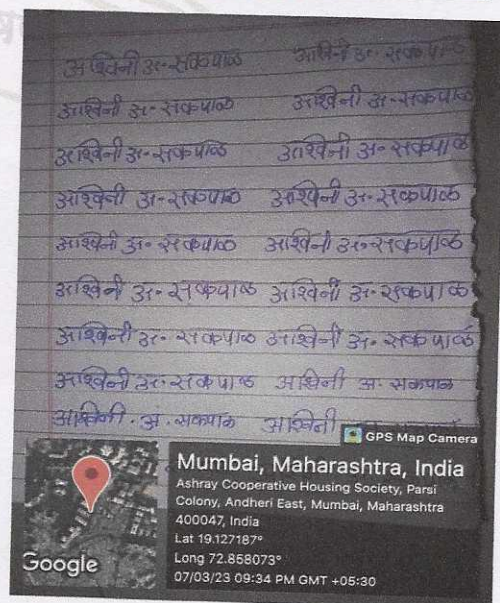 अश्विनी अ. सकपाळ अश्विनी अ. सकपाळ
अश्विनी अ. सकपाळ अश्विनी अ. सकपाळ
अश्विनी अ. सकपाळ अश्विनी अ. सकपाळ
अश्विनी अ. सकपाळ अश्विनी अ. सकपाळ
अश्विनी अ. सकपाळ अश्विनी अ. सकपाळ
अश्विनी अ. सकपाळ अश्विनी अ. सकपाळ
अश्विनी अ. सकपाळ अश्विनी अ. सकपाळ
अश्विनी अ. सकपाळ अश्विनी अ. सकपाळ
अश्विनी. अ. सकपाळ अश्विनी
GPS Map Camera
Mumbai, Maharashtra, India
Ashray Cooperative Housing Society, Parsi
Colony, Andheri East, Mumbai, Maharashtra
400047, India
Lat 19.127187°
Long 72.858073°
07/03/23 09:34 PM GMT +05:30
Google